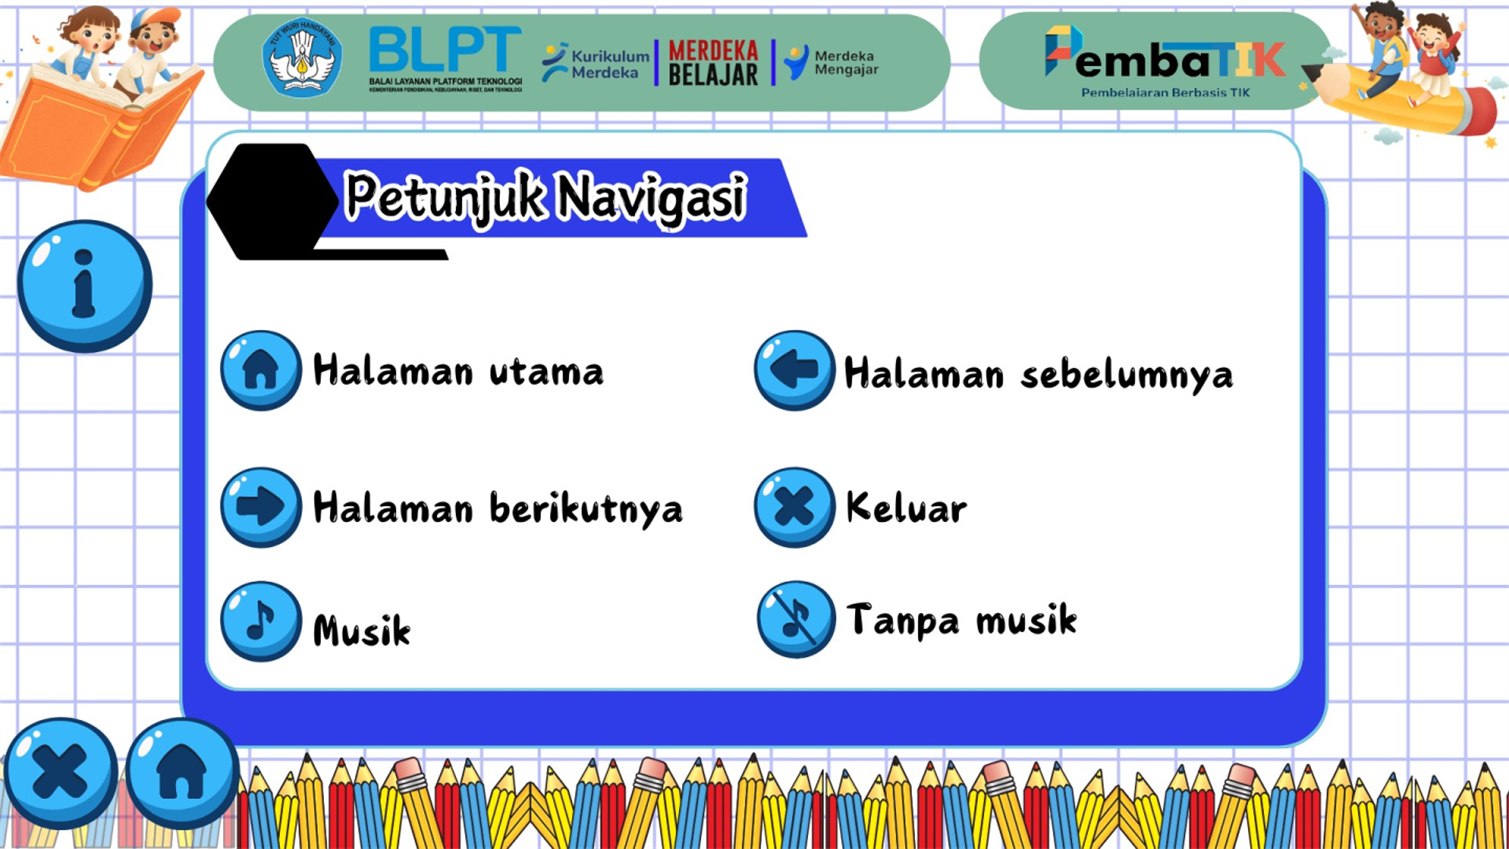 TUT WURI HANDAYANI
BLPT
BALAI LAYANAN PLATFORM TEKNOLOGI
KEMENTERIAN PENDIDIKAN, KEBUDAYAAN, RISET, DAN TEKNOLOGI
Kurikulum
Merdeka
MERDEKA
BELAJAR
Merdeka
Mengajar
PembaTIK
Pembelajaran Berbasis TIK
Petunjuk Navigasi
i
Halaman utama
Halaman sebelumnya
Halaman berikutnya
Keluar
Musik
Tanpa musik